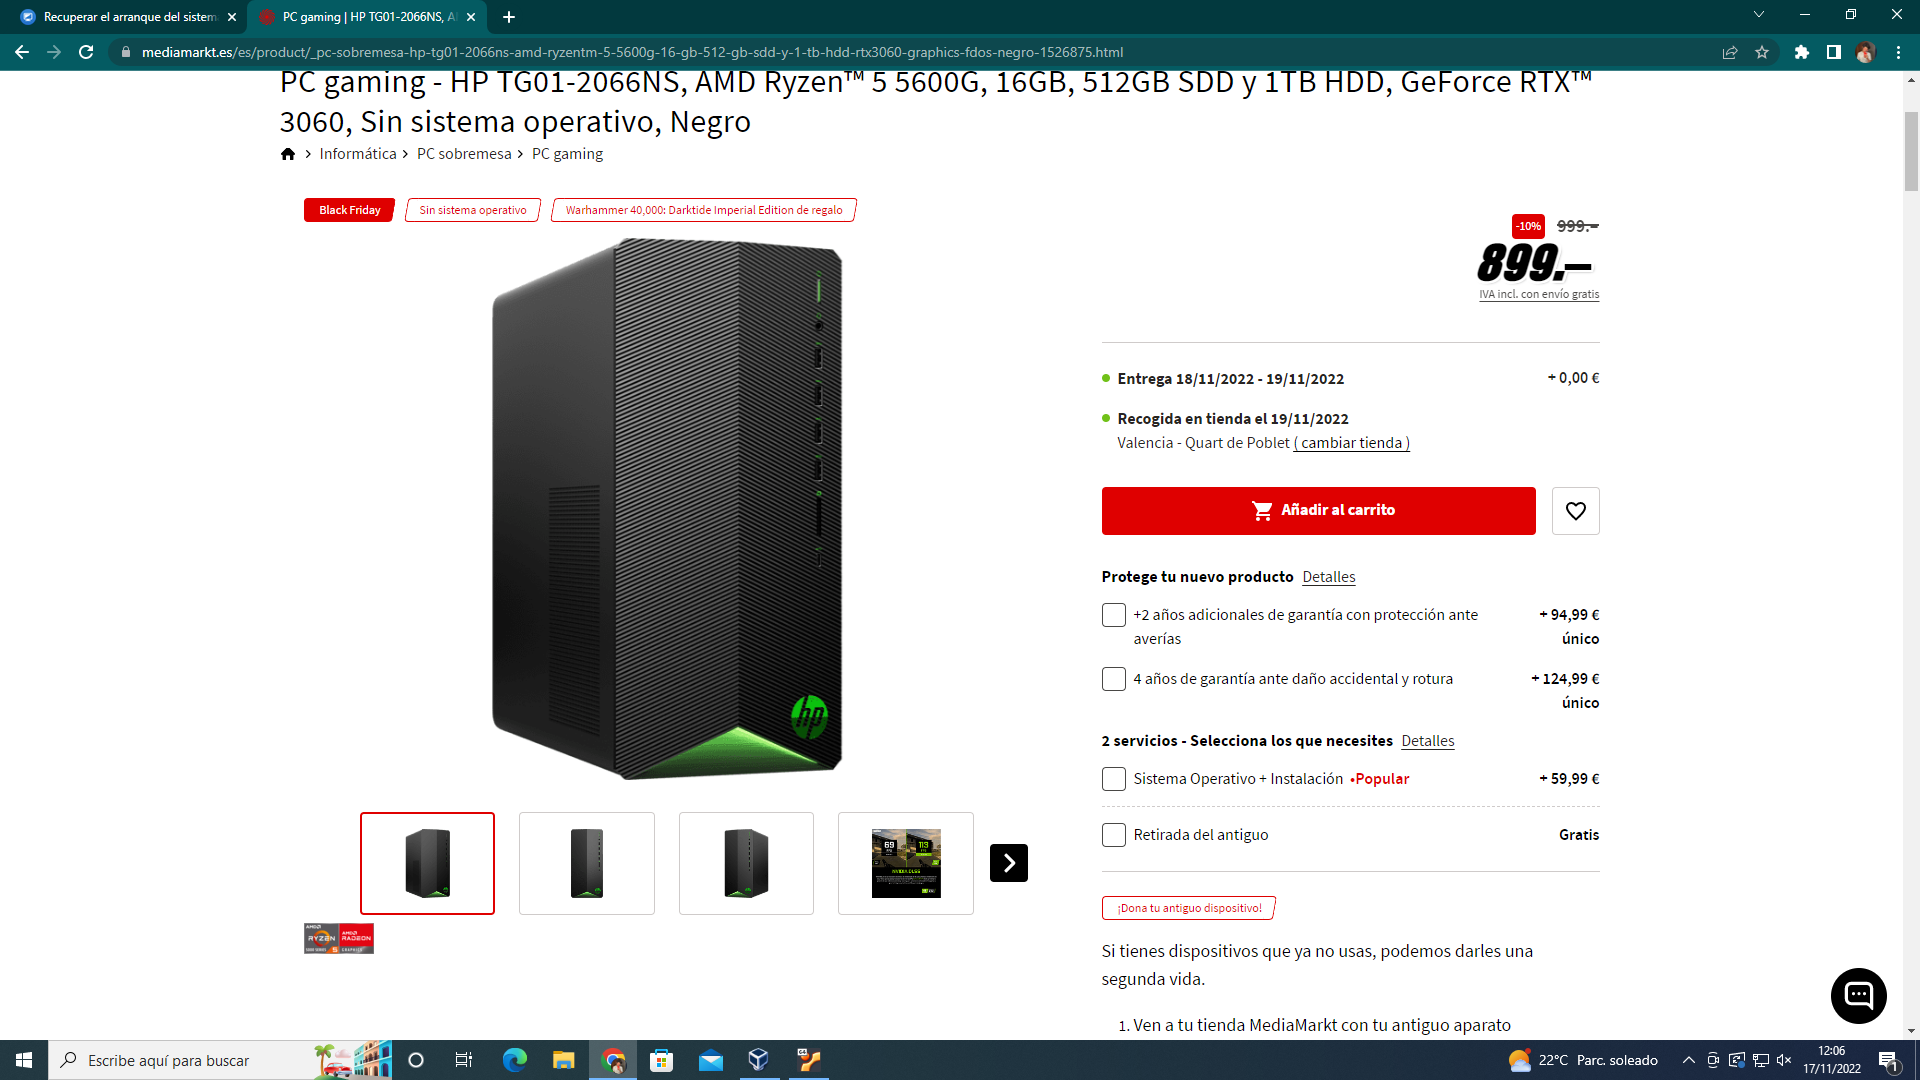 Recuperar el arranque del sistem
PC gaming | HP TG01-2066NS, A
mediamarkt.es/es/product/_pc-sobremesa-hp-tg01-2066ns-amd-ryzentm-5-5600g-16-gb-512-gb-sdd-y-1-tb-hdd-rtx3060-graphics-fdos-negro-1526875.html
PC gaming - HP TG01-2066NS, AMD Ryzen™ 5 5600G, 16GB, 512GB SDD y 1TB HDD, GeForce RTX™
3060, Sin sistema operativo, Negro
Informática > PC sobremesa > PC gaming
Black Friday
Sin sistema operativo
Warhammer 40,000: Darktide Imperial Edition de regalo
-10% 999.–
899.–
IVA incl. con envío gratis
Entrega 18/11/2022 - 19/11/2022 + 0,00 €
Recogida en tienda el 19/11/2022
Valencia - Quart de Poblet ( cambiar tienda )
Añadir al carrito
Protege tu nuevo producto Detalles
+2 años adicionales de garantía con protección ante + 94,99 €
averías único
4 años de garantía ante daño accidental y rotura + 124,99 €
único
2 servicios - Selecciona los que necesites Detalles
Sistema Operativo + Instalación •Popular + 59,99 €
Retirada del antiguo Gratis
¡Dona tu antiguo dispositivo!
Si tienes dispositivos que ya no usas, podemos darles una
segunda vida.
1. Ven a tu tienda MediaMarkt con tu antiguo aparato
hp
69 113
AMD RYZEN 5 AMD RADEON GRAPHICS
Escribe aquí para buscar
22°C Parc. soleado
12:06
17/11/2022
1